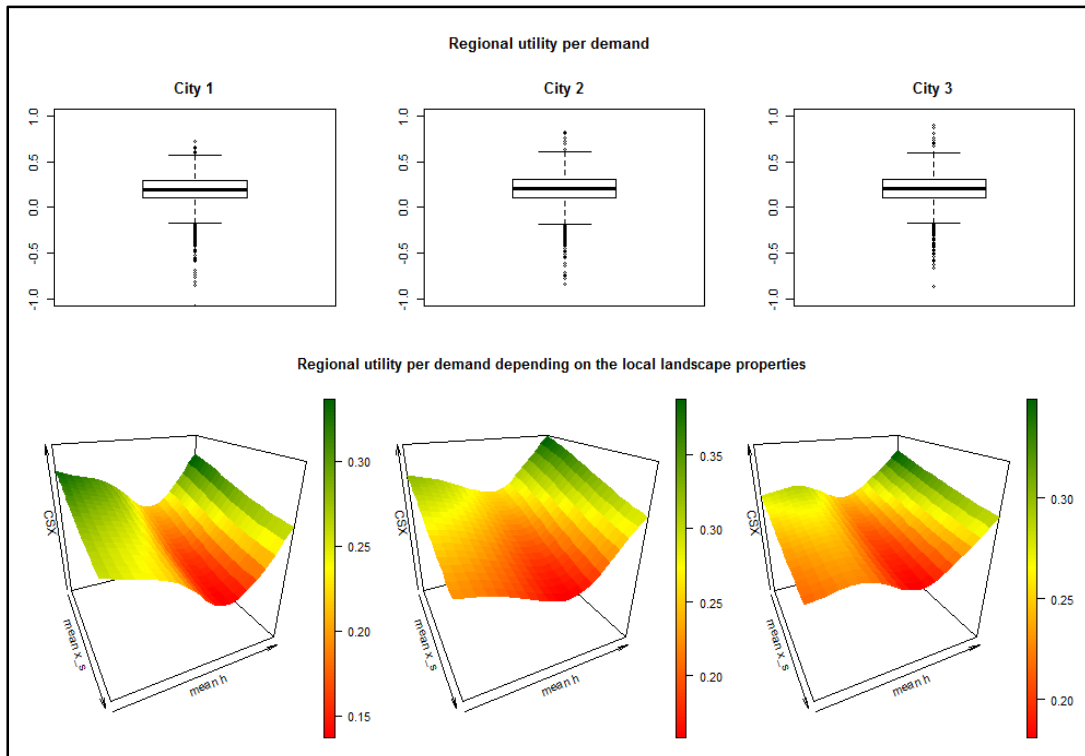 Regional utility per demand
City 1
City 2
City 3
1.0
0.5
0.0
-0.5
-1.0
1.0
0.5
0.0
-0.5
-1.0
1.0
0.5
0.0
-0.5
-1.0
Regional utility per demand depending on the local landscape properties
CSX
mean x_s
mean h
0.30
0.25
0.20
0.15
CSX
mean x_s
mean h
0.35
0.30
0.25
0.20
CSX
mean x_s
mean h
0.30
0.25
0.20